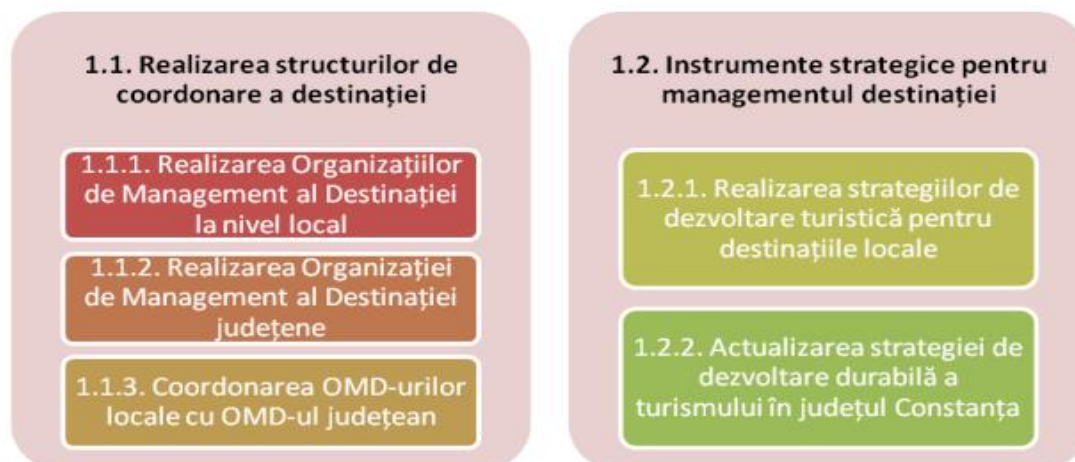 1.1. Realizarea structurilor de
coordonare a destinației
1.1.1. Realizarea Organizațiilor
de Management al Destinației
la nivel local
1.1.2. Realizarea Organizației
de Management al Destinației
județene
1.1.3. Coordonarea OMD-urilor
locale cu OMD-ul județean
1.2. Instrumente strategice pentru
managementul destinației
1.2.1. Realizarea strategiilor de
dezvoltare turistică pentru
destinațiile locale
1.2.2. Actualizarea strategiei de
dezvoltare durabilă a
turismului în județul Constanța